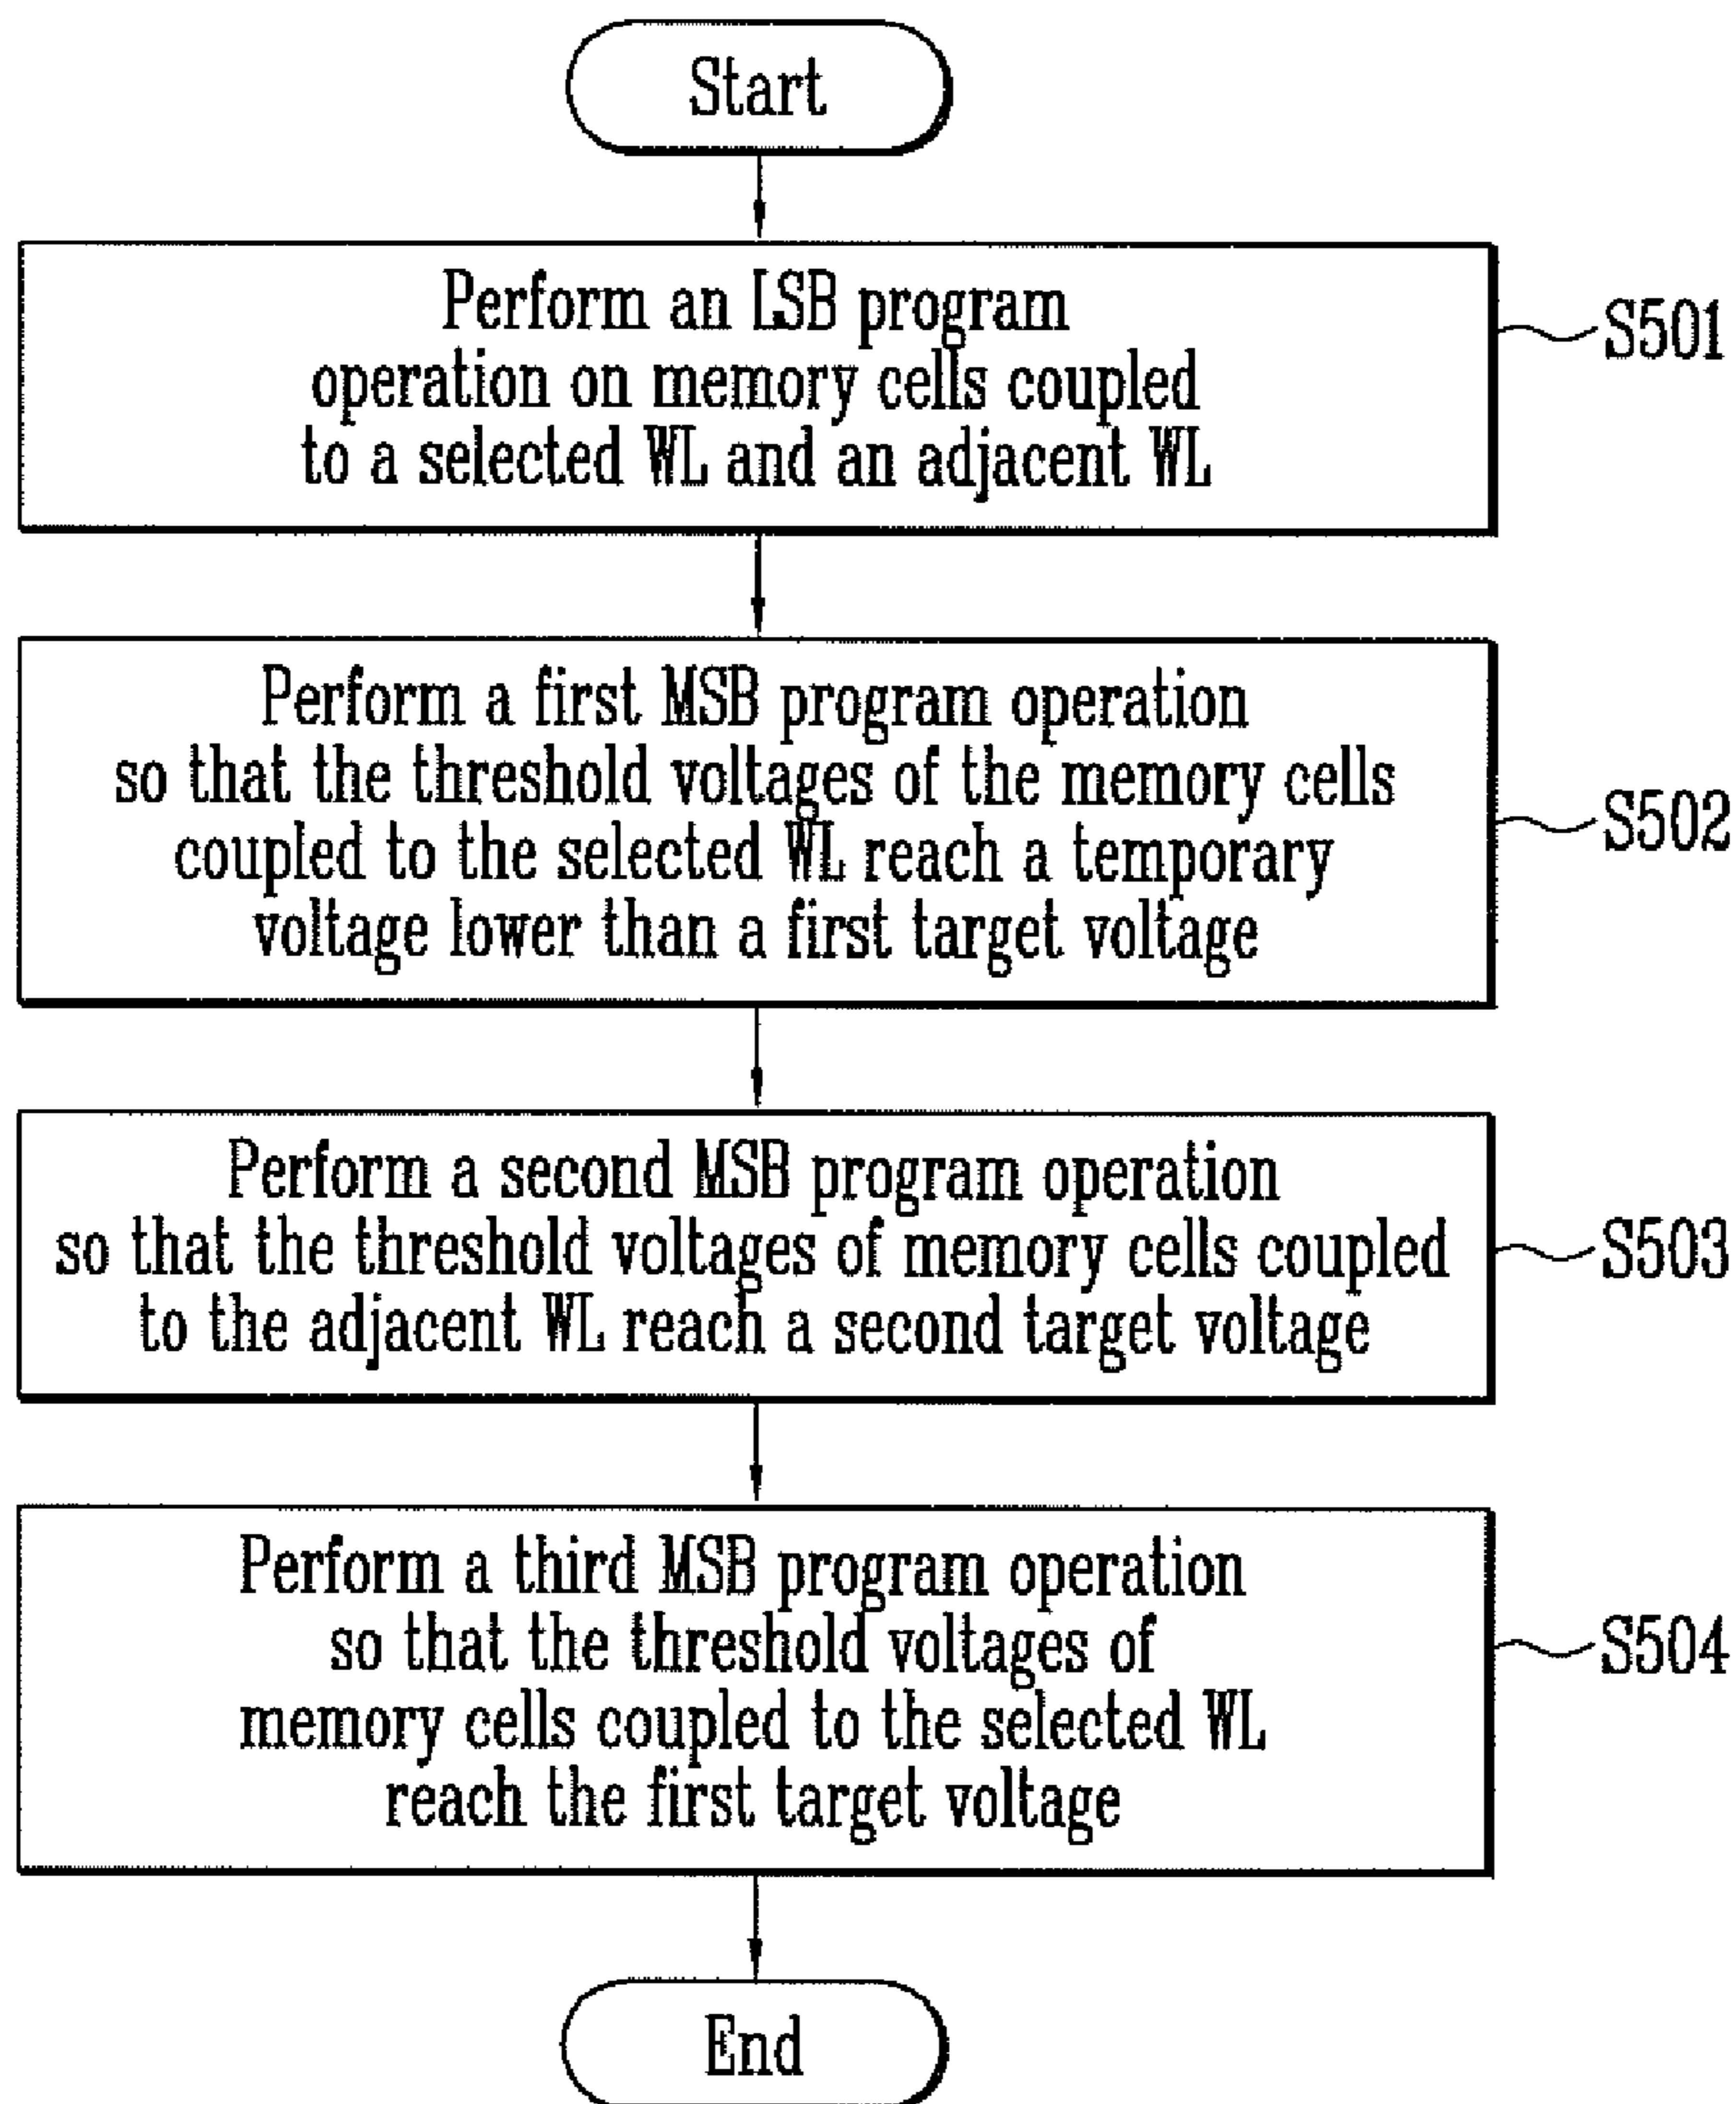 Start
Perform an LSB program
operation on memory cells coupled
to a selected WL and an adjacent WL
S501
Perform a first MSB program operation
so that the threshold voltages of the memory cells
coupled to the selected WL reach a temporary
voltage lower than a first target voltage
S502
Perform a second MSB program operation
so that the threshold voltages of memory cells coupled
to the adjacent WL reach a second target voltage
S503
Perform a third MSB program operation
so that the threshold voltages of
memory cells coupled to the selected WL
reach the first target voltage
S504
End